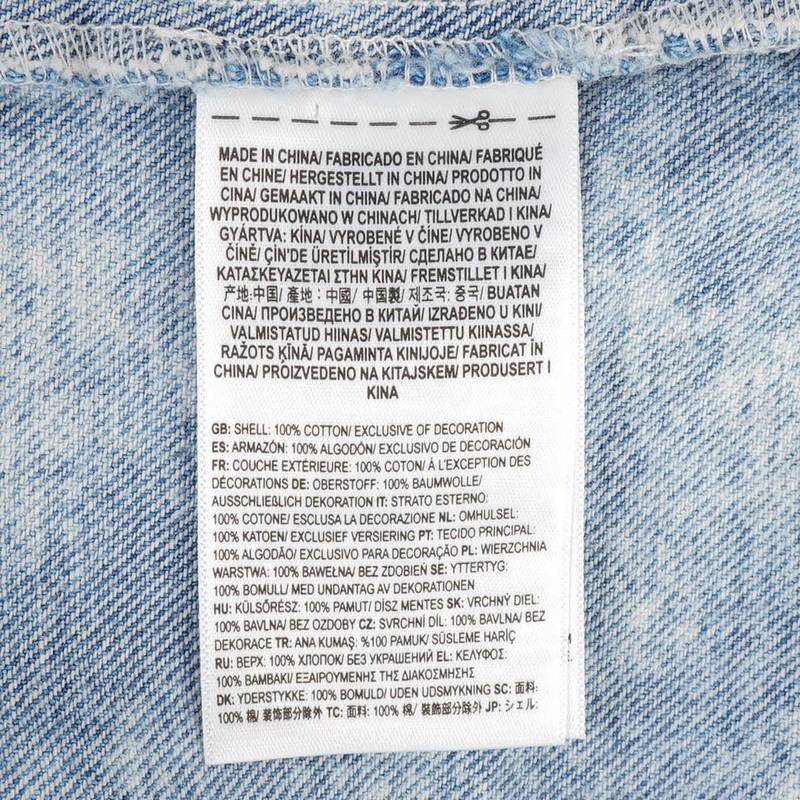 MADE IN CHINA/ FABRICADO EN CHINA/ FABRIQUÉ
EN CHINE/ HERGESTELLT IN CHINA/ PRODOTTO IN
CINA/ GEMAAKT IN CHINA/ FABRICADO NA CHINA/
WYPRODUKOWANO W CHINACH/ TILLVERKAD I KINA/
GYÁRTVA: KÍNA/ VYROBENÉ V ČÍNE/ VYROBENO V
ČÍNĚ/ ÇİN'DE ÜRETİLMİŞTİR/ СДЕЛАНО В КИТАЕ/
ΚΑΤΑΣΚΕΥΑΖΕΤΑΙ ΣΤΗΝ ΚΙΝΑ/ FREMSTILLET I KINA/
产地:中国/ 產地：中國/ 中国製/ 제조국: 중국/ BUATAN
CINA/ ПРОИЗВЕДЕНО В КИТАЙ/ IZRAĐENO U KINI/
VALMISTATUD HIINAS/ VALMISTETTU KIINASSA/
RAŽOTS ĶĪNĀ/ PAGAMINTA KINIJOJE/ FABRICAT ÎN
CHINA/ PROIZVEDENO NA KITAJSKEM/ PRODUSERT I
KINA
GB: SHELL: 100% COTTON/ EXCLUSIVE OF DECORATION
ES: ARMAZÓN: 100% ALGODÓN/ EXCLUSIVO DE DECORACIÓN
FR: COUCHE EXTÉRIEURE: 100% COTON/ À L'EXCEPTION DES
DÉCORATIONS DE: OBERSTOFF: 100% BAUMWOLLE/
AUSSCHLIEßLICH DEKORATION IT: STRATO ESTERNO:
100% COTONE/ ESCLUSA LA DECORAZIONE NL: OMHULSEL:
100% KATOEN/ EXCLUSIEF VERSIERING PT: TECIDO PRINCIPAL:
100% ALGODÃO/ EXCLUSIVO PARA DECORAÇÃO PL: WIERZCHNIA
WARSTWA: 100% BAWEŁNA/ BEZ ZDOBIEŃ SE: YTTERTYG:
100% BOMULL/ MED UNDANTAG AV DEKORATIONEN
HU: KÜLSŐRÉSZ: 100% PAMUT/ DÍSZ MENTES SK: VRCHNÝ DIEL:
100% BAVLNA/ BEZ OZDOBY CZ: SVRCHNÍ DÍL: 100% BAVLNA/ BEZ
DEKORACE TR: ANA KUMAŞ: %100 PAMUK/ SÜSLEME HARİÇ
RU: ВЕРХ: 100% ХЛОПОК/ БЕЗ УКРАШЕНИЙ EL: ΚΕΛΥΦΟΣ:
100% ΒΑΜΒΑΚΙ/ ΕΞΑΙΡΟΥΜΕΝΗΣ ΤΗΣ ΔΙΑΚΟΣΜΗΣΗΣ
DK: YDERSTYKKE: 100% BOMULD/ UDEN UDSMYKNING SC: 面料:
100% 棉/ 装饰部分除外 TC: 面料: 100% 棉/ 裝飾部分除外 JP: シェル: